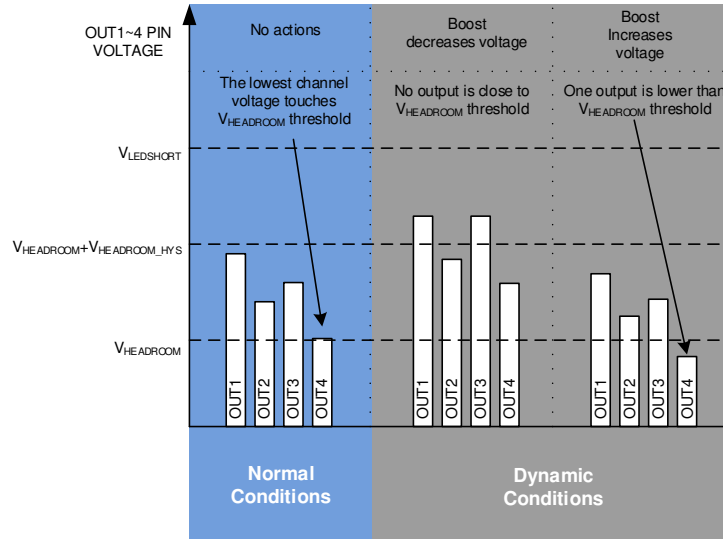 OUT1~4 PIN
VOLTAGE
No actions
Boost
decreases voltage
Boost
Increases
voltage
The lowest channel
voltage touches
VHEADROOM threshold
No output is close to
VHEADROOM threshold
One output is lower than
VHEADROOM threshold
VLEDSHORT
VHEADROOM+VHEADROOM_HYS
VHEADROOM
OUT1
OUT2
OUT3
OUT4
OUT1
OUT2
OUT3
OUT4
OUT1
OUT2
OUT3
OUT4
Normal
Conditions
Dynamic
Conditions